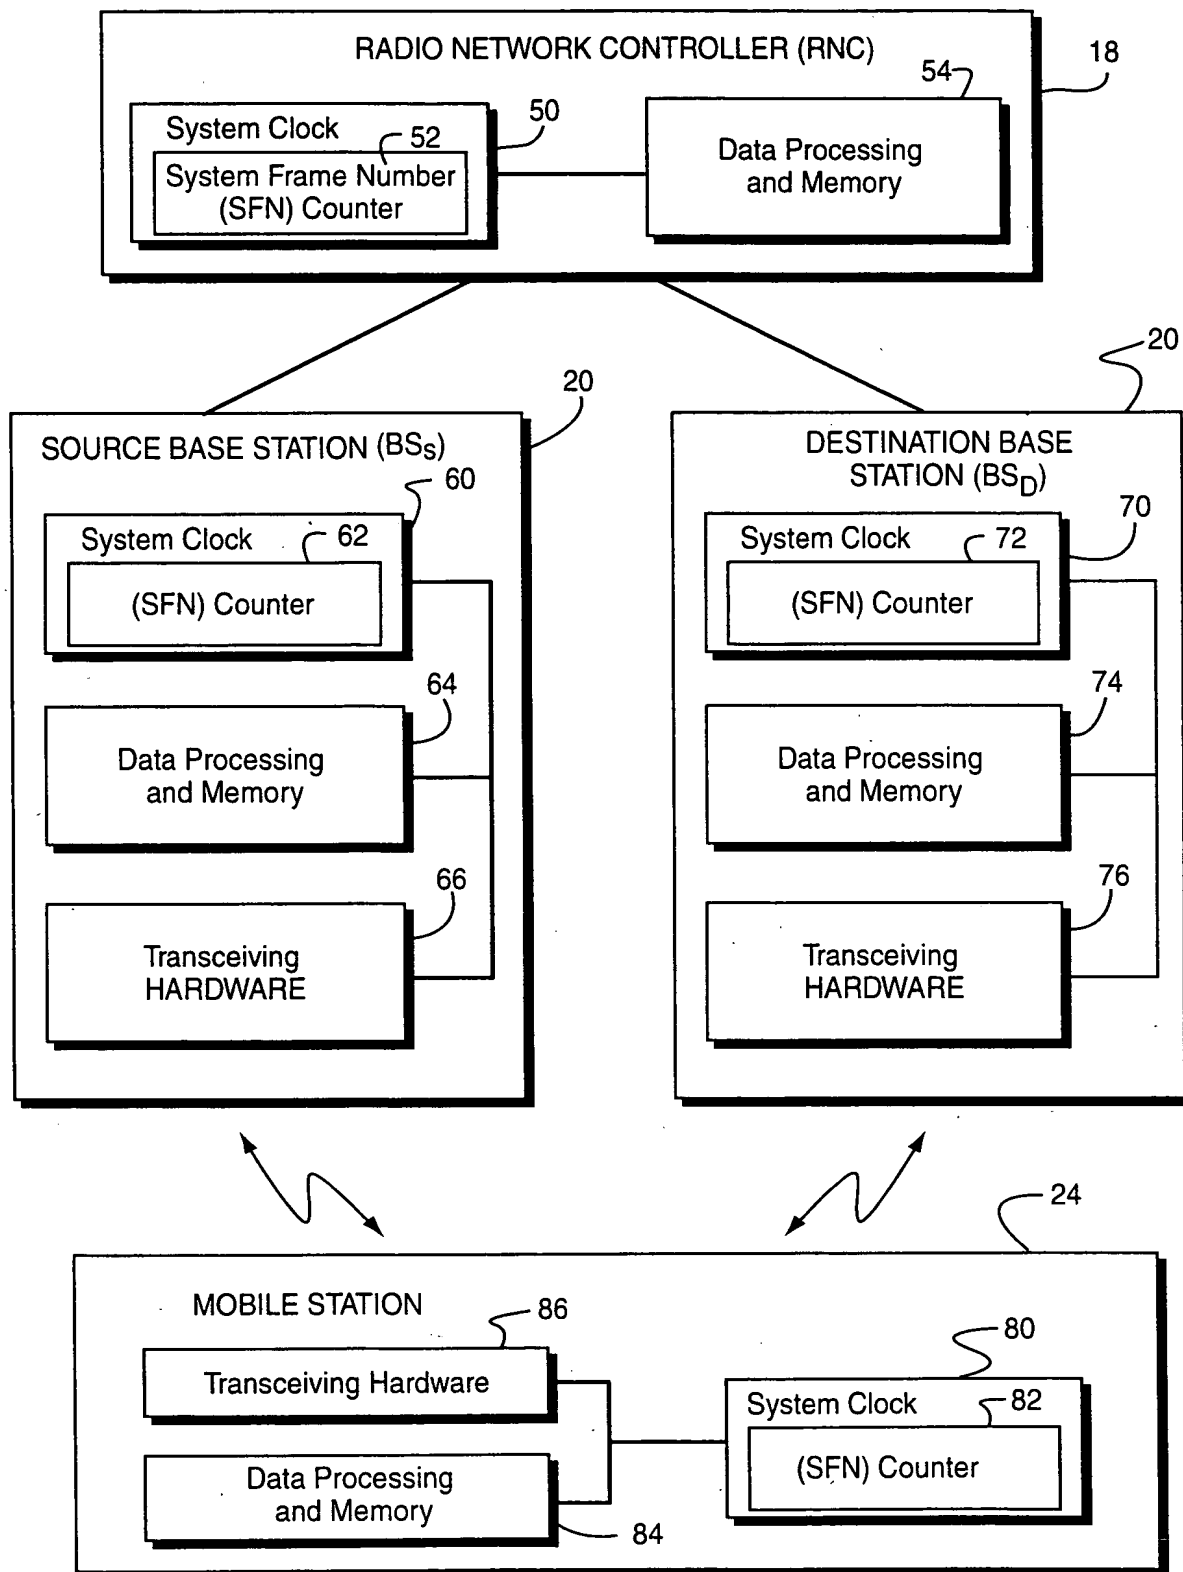 RADIO NETWORK CONTROLLER (RNC)
18
54
System Clock
50
52
System Frame Number
(SFN) Counter
Data Processing
and Memory
20
20
SOURCE BASE STATION (BSS)
60
System Clock
62
(SFN) Counter
64
Data Processing
and Memory
66
Transceiving
HARDWARE
DESTINATION BASE
STATION (BSD)
70
System Clock
72
(SFN) Counter
74
Data Processing
and Memory
76
Transceiving
HARDWARE
24
MOBILE STATION
86
Transceiving Hardware
80
System Clock
82
(SFN) Counter
Data Processing
and Memory
84